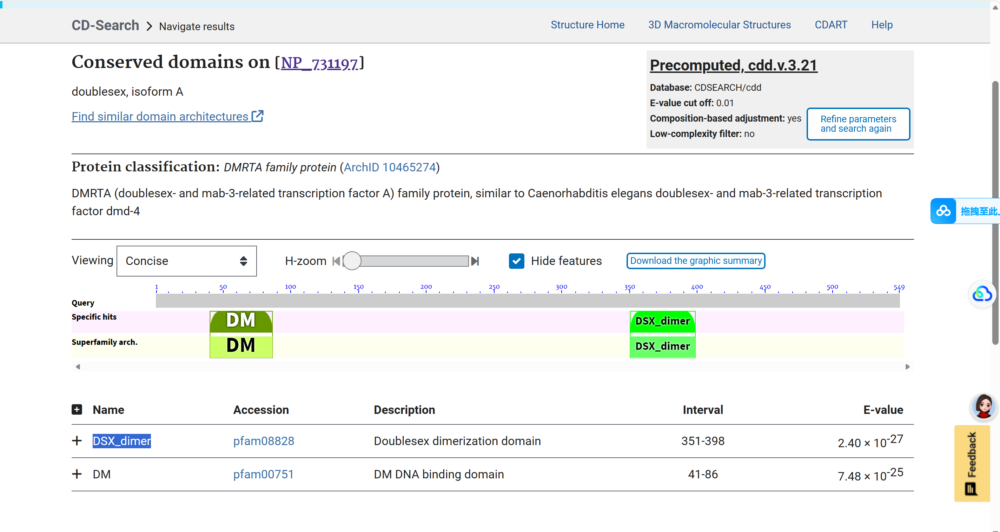 CD-Search > Navigate results
Structure Home 3D Macromolecular Structures CDART Help
Conserved domains on [NP_731197]
doublesex, isoform A
Find similar domain architectures
Precomputed, cdd.v.3.21
Database: CDSEARCH/cdd
E-value cut off: 0.01
Composition-based adjustment: yes
Low-complexity filter: no
Refine parameters
and search again
Protein classification: DMRTA family protein (ArchID 10465274)
DMRTA (doublesex- and mab-3-related transcription factor A) family protein, similar to Caenorhabditis elegans doublesex- and mab-3-related transcription
factor dmd-4
拖拽至此
Viewing Concise H-zoom Hide features Download the graphic summary
1 50 100 150 200 250 300 350 400 450 500 549
Query
Specific hits DM DSX_dimer
Superfamily arch. DM DSX_dimer
Name Accession Description Interval E-value
+ DSX_dimer pfam08828 Doublesex dimerization domain 351-398 2.40 × 10⁻²⁷
+ DM pfam00751 DM DNA binding domain 41-86 7.48 × 10⁻²⁵
Feedback